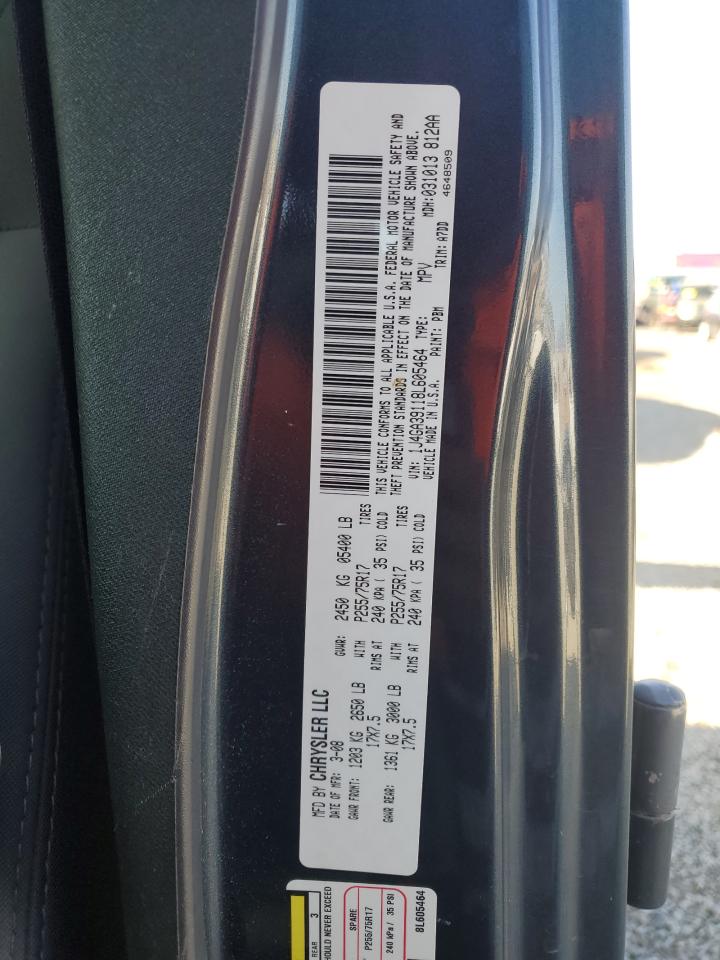 MFD BY CHRYSLER LLC
DATE OF MFR: 3-08 GVWR: 2450 KG 05400 LB
GAWR FRONT: 1203 KG 2650 LB WITH P255/75R17 TIRES
17X7.5 RIMS AT 240 KPA ( 35 PSI) COLD
GAWR REAR: 1361 KG 3000 LB WITH P255/75R17 TIRES
17X7.5 RIMS AT 240 KPA ( 35 PSI) COLD
THIS VEHICLE CONFORMS TO ALL APPLICABLE U.S.A. FEDERAL MOTOR VEHICLE SAFETY AND
THEFT PREVENTION STANDARDS IN EFFECT ON THE DATE OF MANUFACTURE SHOWN ABOVE.
VIN: 1J4GA39118L605464 TYPE: MPV MDH:031013 812AA
VEHICLE MADE IN U.S.A. PAINT: PBM TRIM: A7DD
4648509
REAR 3
HOULD NEVER EXCEED
SPARE
P255/75R17
240 kPa / 35 PSI
8L605464